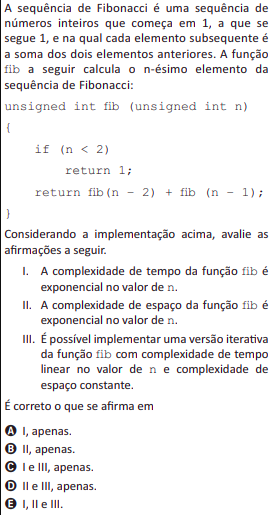 A sequência de Fibonacci é uma sequência de
números inteiros que começa em 1, a que se
segue 1, e na qual cada elemento subsequente é
a soma dos dois elementos anteriores. A função
fib a seguir calcula o n-ésimo elemento da
sequência de Fibonacci:
unsigned int fib (unsigned int n)
{
if (n < 2)
return 1;
return fib(n - 2) + fib (n - 1);
}
Considerando a implementação acima, avalie as
afirmações a seguir.
I. A complexidade de tempo da função fib é
exponencial no valor de n.
II. A complexidade de espaço da função fib é
exponencial no valor de n.
III. É possível implementar uma versão iterativa
da função fib com complexidade de tempo
linear no valor de n e complexidade de
espaço constante.
É correto o que se afirma em
A I, apenas.
B II, apenas.
C I e III, apenas.
D II e III, apenas.
E I, II e III.